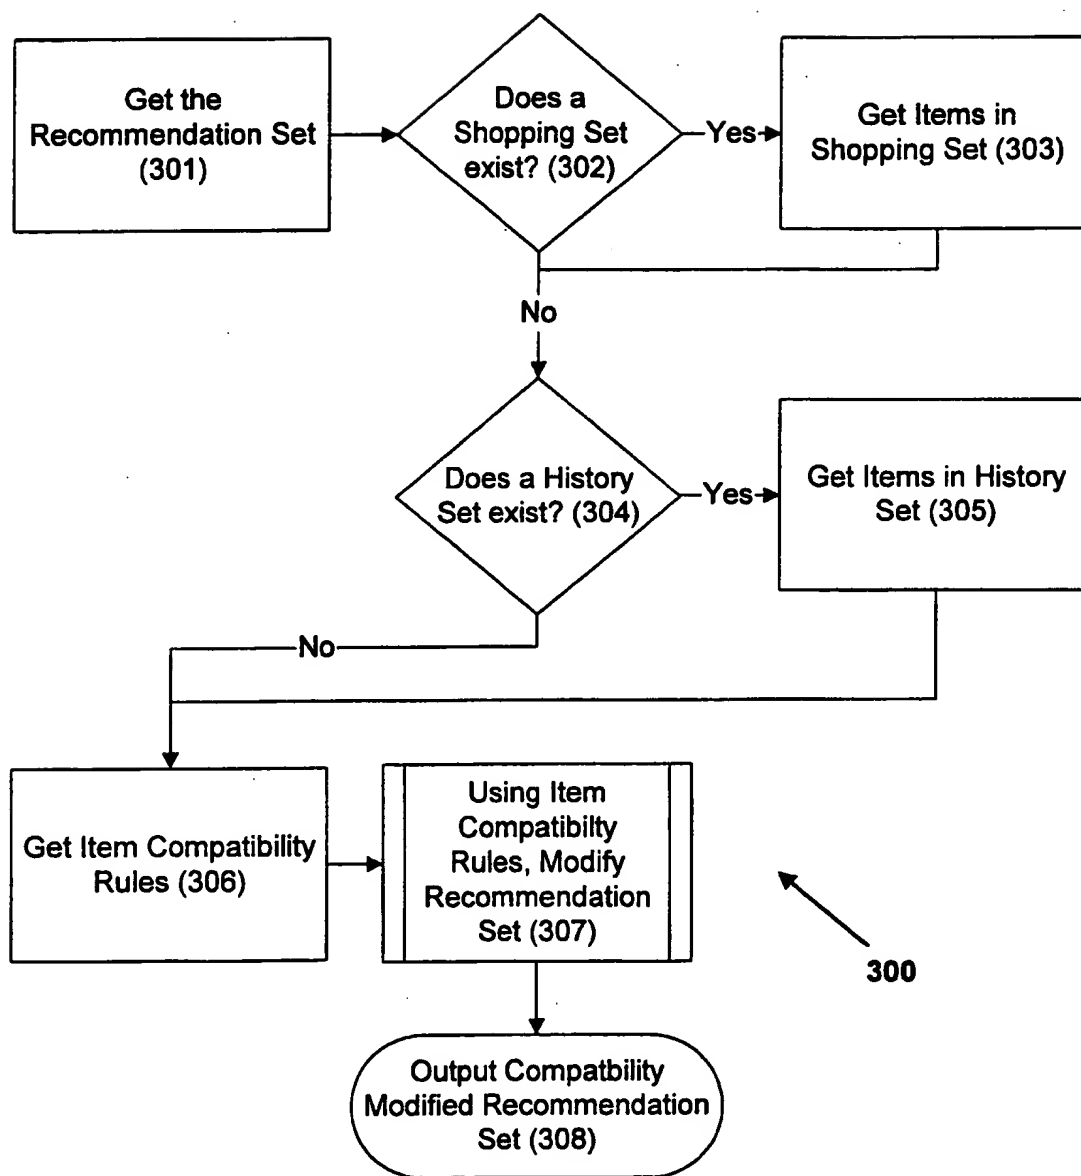 Get the
Recommendation Set
(301)
Does a
Shopping Set
exist? (302)
Yes
Get Items in
Shopping Set (303)
No
Does a History
Set exist? (304)
Yes
Get Items in History
Set (305)
No
Get Item Compatibility
Rules (306)
Using Item
Compatibilty
Rules, Modify
Recommendation
Set (307)
300
Output Compatbility
Modified Recommendation
Set (308)